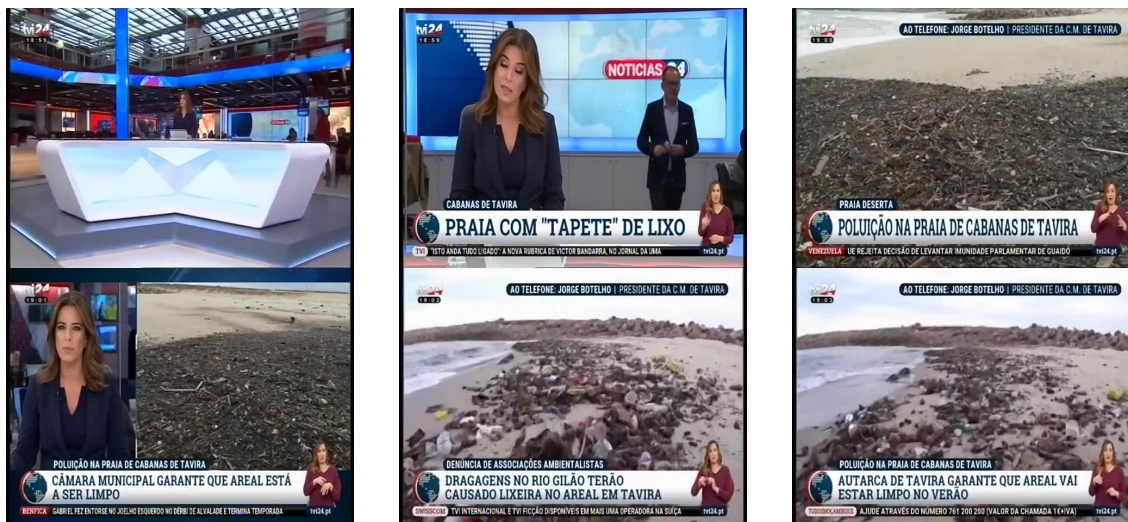 tvi24
18:59
tvi24
18:59
NOTICIAS 24
CABANAS DE TAVIRA
PRAIA COM "TAPETE" DE LIXO
TVI "ISTO ANDA TUDO LIGADO": A NOVA RUBRICA DE VICTOR BANDARRA, NO JORNAL DA UMA
tvi24.pt
tvi24
19:00
AO TELEFONE: JORGE BOTELHO | PRESIDENTE DA C.M. DE TAVIRA
PRAIA DESERTA
POLUIÇÃO NA PRAIA DE CABANAS DE TAVIRA
VENEZUELA UE REJEITA DECISÃO DE LEVANTAR IMUNIDADE PARLAMENTAR DE GUAIDÓ
tvi24.pt
tvi24
19:01
POLUIÇÃO NA PRAIA DE CABANAS DE TAVIRA
CÂMARA MUNICIPAL GARANTE QUE AREAL ESTÁ
A SER LIMPO
BENFICA GABRIEL FEZ ENTORSE NO JOELHO ESQUERDO NO DÉRBI DE ALVALADE E TERMINA TEMPORADA
tvi24.pt
tvi24
19:02
AO TELEFONE: JORGE BOTELHO | PRESIDENTE DA C.M. DE TAVIRA
DENÚNCIA DE ASSOCIAÇÕES AMBIENTALISTAS
DRAGAGENS NO RIO GILÃO TERÃO
CAUSADO LIXEIRA NO AREAL EM TAVIRA
SWISSCOM TVI INTERNACIONAL E TVI FICÇÃO DISPONÍVEIS EM MAIS UMA OPERADORA NA SUÍÇA
tvi24.pt
tvi24
19:03
AO TELEFONE: JORGE BOTELHO | PRESIDENTE DA C.M. DE TAVIRA
POLUIÇÃO NA PRAIA DE CABANAS DE TAVIRA
AUTARCA DE TAVIRA GARANTE QUE AREAL VAI
ESTAR LIMPO NO VERÃO
TODOSMOÇAMBIQUE AJUDE ATRAVÉS DO NÚMERO 761 200 200 (VALOR DA CHAMADA 1€+IVA)
tvi24.pt